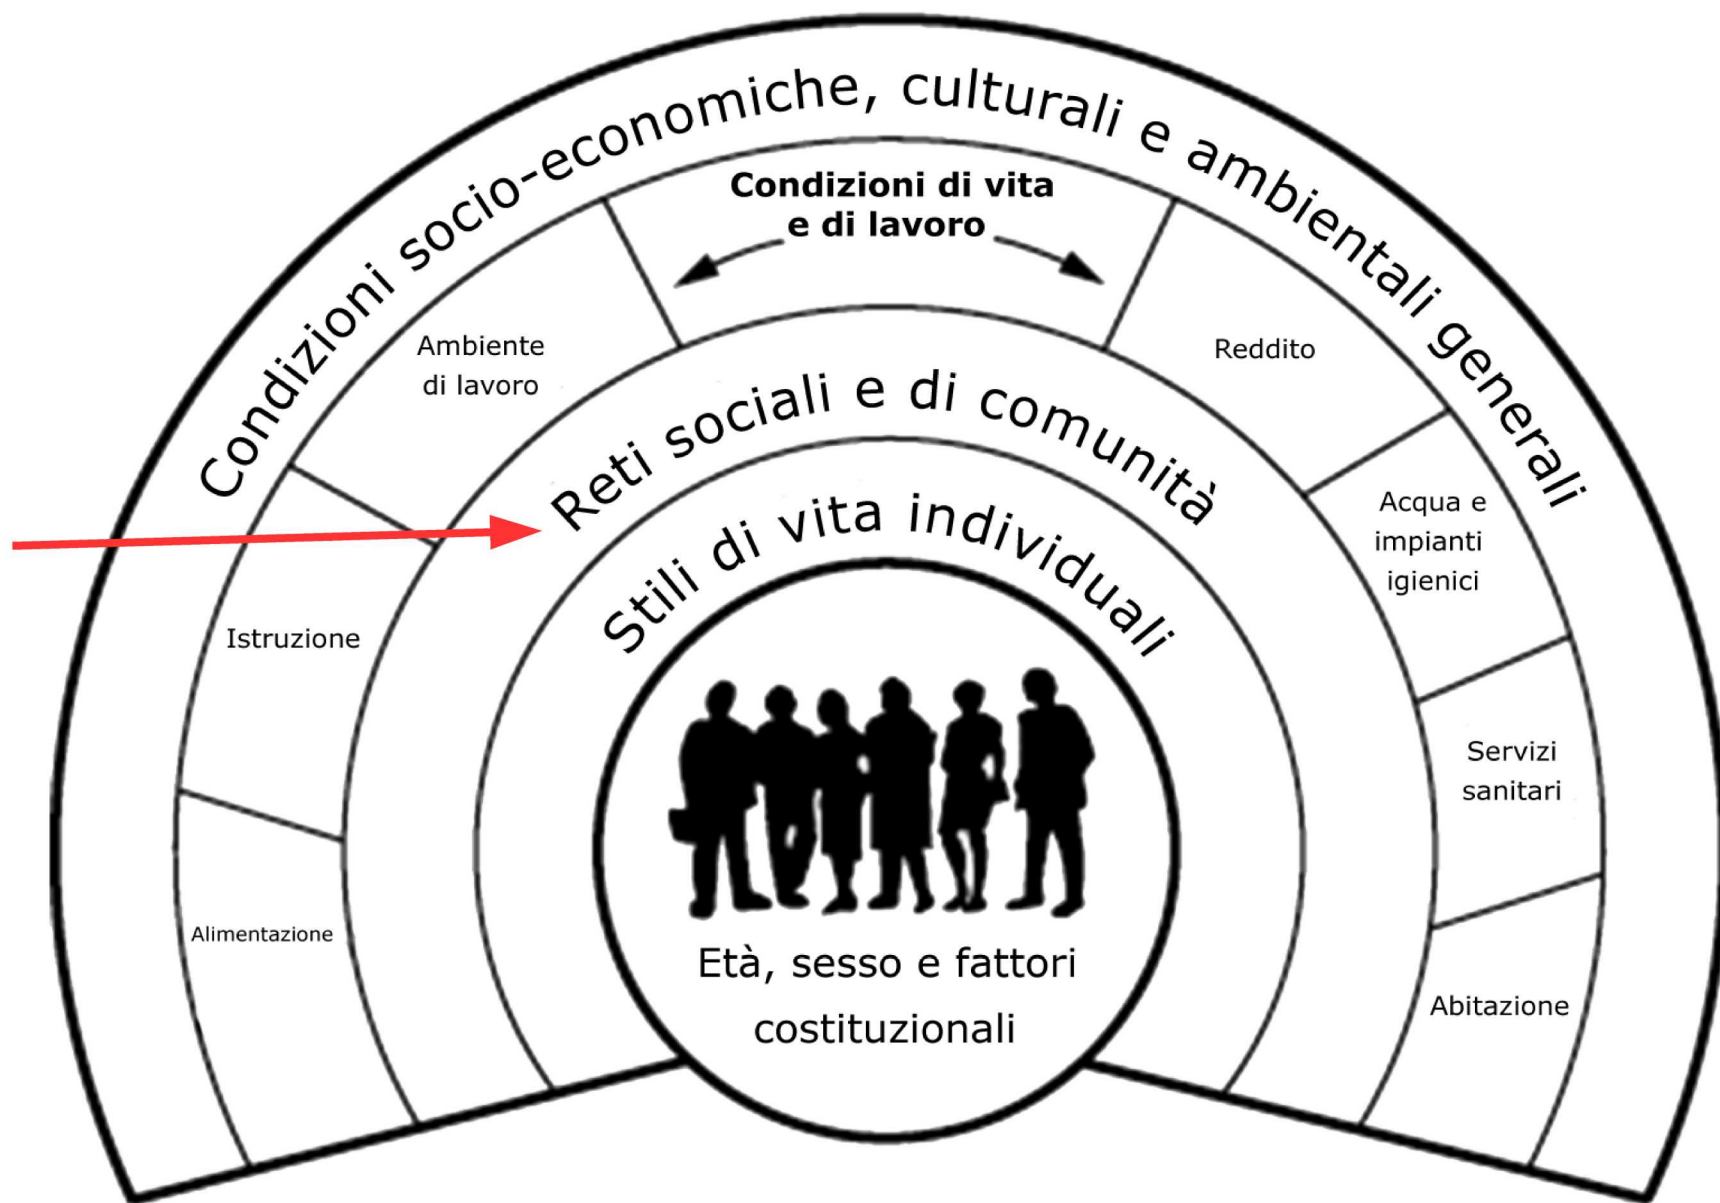 Condizioni socio-economiche, culturali e ambientali generali
Condizioni di vita
e di lavoro
Ambiente
di lavoro
Reddito
Reti sociali e di comunità
Acqua e
impianti
igienici
Stili di vita individuali
Istruzione
Servizi
sanitari
Alimentazione
Età, sesso e fattori
costituzionali
Abitazione